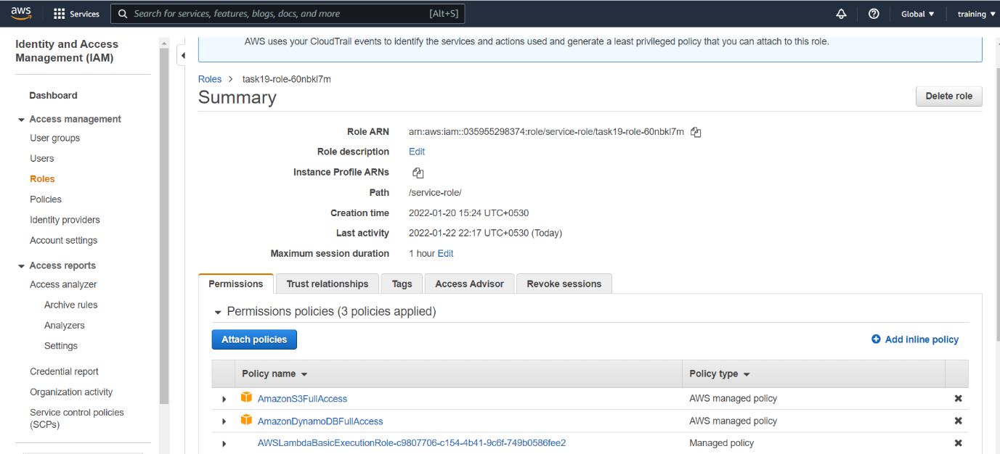 aws
Services
Search for services, features, blogs, docs, and more
[Alt+S]
Global
training
Identity and Access
Management (IAM)
Dashboard
Access management
User groups
Users
Roles
Policies
Identity providers
Account settings
Access reports
Access analyzer
Archive rules
Analyzers
Settings
Credential report
Organization activity
Service control policies
(SCPs)
AWS uses your CloudTrail events to identify the services and actions used and generate a least privileged policy that you can attach to this role.
Roles > task19-role-60nbkl7m
Summary
Delete role
Role ARN arn:aws:iam::035955298374:role/service-role/task19-role-60nbkl7m
Role description Edit
Instance Profile ARNs
Path /service-role/
Creation time 2022-01-20 15:24 UTC+0530
Last activity 2022-01-22 22:17 UTC+0530 (Today)
Maximum session duration 1 hour Edit
Permissions Trust relationships Tags Access Advisor Revoke sessions
Permissions policies (3 policies applied)
Attach policies
Add inline policy
Policy name Policy type
AmazonS3FullAccess AWS managed policy
AmazonDynamoDBFullAccess AWS managed policy
AWSLambdaBasicExecutionRole-c9807706-c154-4b41-9c6f-749b0586fee2 Managed policy